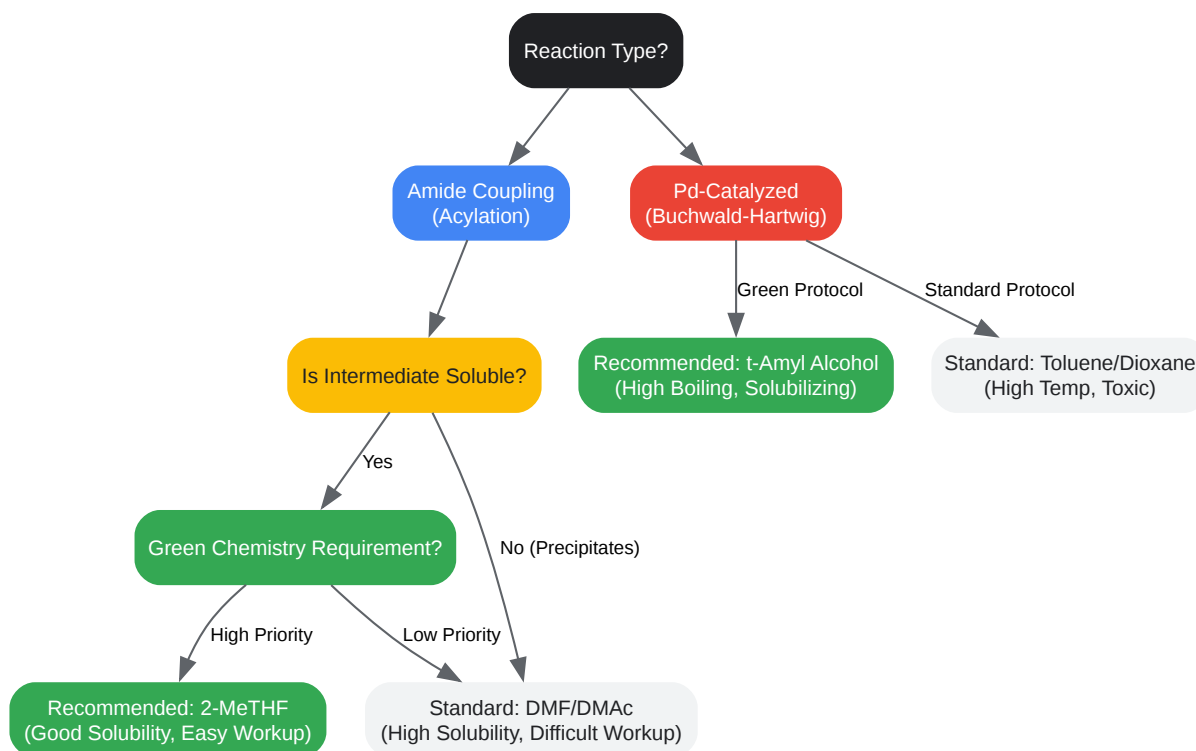 Reaction Type?
Amide Coupling
(Acylation)
Pd-Catalyzed
(Buchwald-Hartwig)
Green Protocol
Standard Protocol
Is Intermediate Soluble?
Recommended: t-Amyl Alcohol
(High Boiling, Solubilizing)
Standard: Toluene/Dioxane
(High Temp, Toxic)
Yes
No (Precipitates)
Green Chemistry Requirement?
High Priority
Low Priority
Recommended: 2-MeTHF
(Good Solubility, Easy Workup)
Standard: DMF/DMAc
(High Solubility, Difficult Workup)